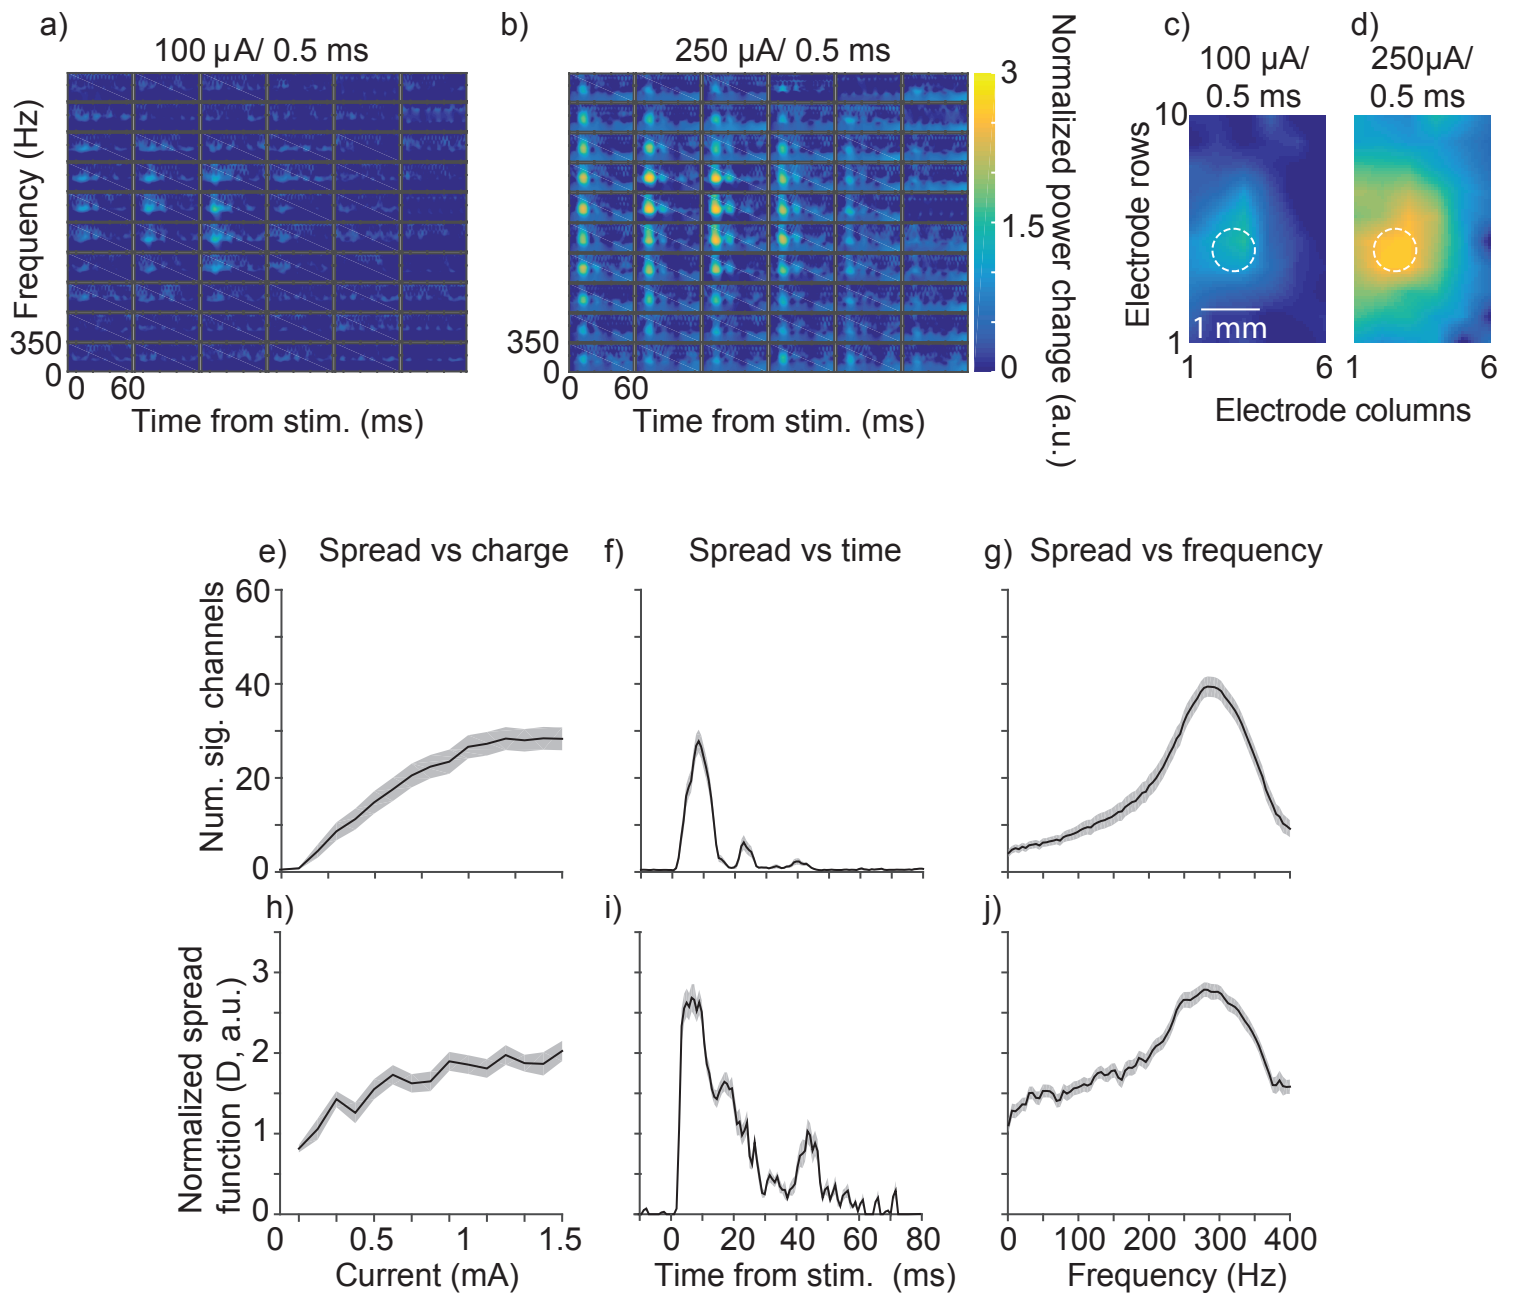 a)
100 µA/ 0.5 ms
Frequency (Hz)
350
0
0 60
Time from stim. (ms)
b)
250 µA/ 0.5 ms
350
0
0 60
Time from stim. (ms)
3
1.5
0
Normalized power change (a.u.)
c)
100 µA/
0.5 ms
d)
250µA/
0.5 ms
Electrode rows
10
1
1 mm
1 6 1 6
Electrode columns
e) Spread vs charge
f) Spread vs time
g) Spread vs frequency
Num. sig. channels
60
40
20
0
h)
i)
j)
Normalized spread
function (D, a.u.)
3
2
1
0
0 0.5 1 1.5
Current (mA)
0 20 40 60 80
Time from stim. (ms)
0 100 200 300 400
Frequency (Hz)